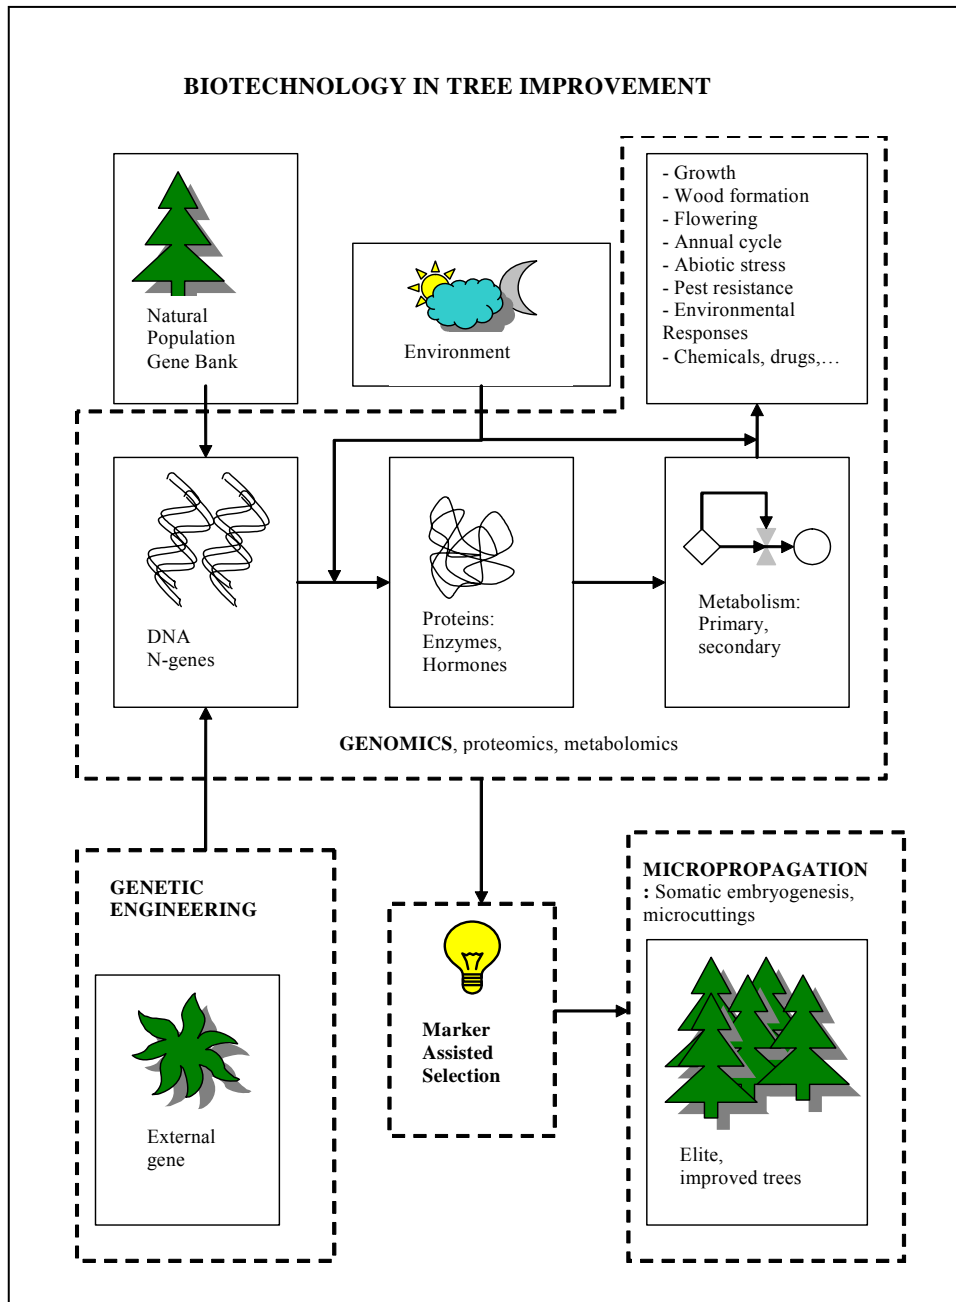 BIOTECHNOLOGY IN TREE IMPROVEMENT
Natural
Population
Gene Bank
Environment
- Growth
- Wood formation
- Flowering
- Annual cycle
- Abiotic stress
- Pest resistance
- Environmental
Responses
- Chemicals, drugs,…
DNA
N-genes
Proteins:
Enzymes,
Hormones
Metabolism:
Primary,
secondary
GENOMICS, proteomics, metabolomics
GENETIC
ENGINEERING
External
gene
Marker
Assisted
Selection
MICROPROPAGATION
: Somatic embryogenesis,
microcuttings
Elite,
improved trees